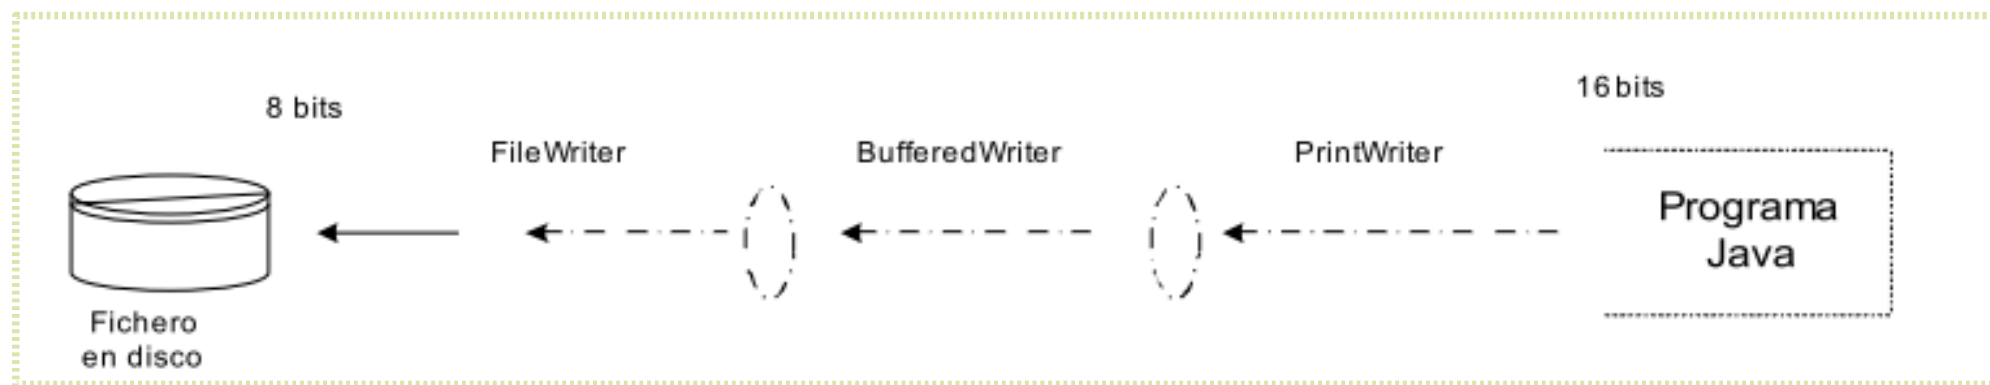 16 bits
8 bits
FileWriter
BufferedWriter
PrintWriter
Programa
Java
Fichero
en disco